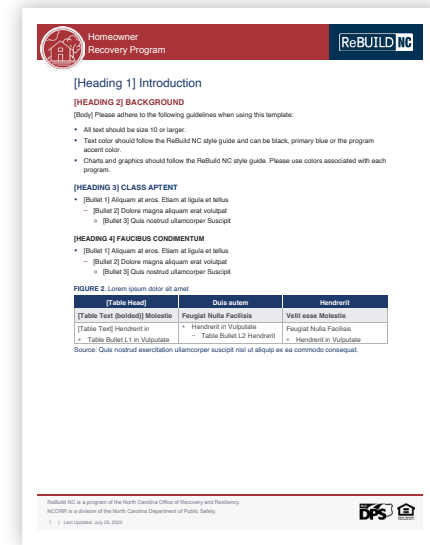 Homeowner
Recovery Program
ReBUILD NC
[Heading 1] Introduction
[HEADING 2] BACKGROUND
[Body] Please adhere to the following guidelines when using this template:
• All text should be size 10 or larger.
• Text color should follow the ReBuild NC style guide and can be black, primary blue or the program
accent color.
• Charts and graphics should follow the ReBuild NC style guide. Please use colors associated with each
program.
[HEADING 3] CLASS APTENT
• [Bullet 1] Aliquam at eros. Etiam at ligula et tellus
– [Bullet 2] Dolore magna aliquam erat volutpat
» [Bullet 3] Quis nostrud ullamcorper Suscipit
[HEADING 4] FAUCIBUS CONDIMENTUM
• [Bullet 1] Aliquam at eros. Etiam at ligula et tellus
– [Bullet 2] Dolore magna aliquam erat volutpat
» [Bullet 3] Quis nostrud ullamcorper Suscipit
FIGURE 2. Lorem ipsum dolor sit amet
[Table Head] Duis autem Hendrerit
[Table Text (bolded)] Molestie Feugiat Nulla Facilisis Velit esse Molestie
[Table Text] Hendrerit in • Hendrerit in Vulputate Feugiat Nulla Facilisis
• Table Bullet L1 in Vulputate – Table Bullet L2 Hendrerit • Hendrerit in Vulputate
Source: Quis nostrud exercitation ullamcorper suscipit nisl ut aliquip ex ea commodo consequat.
ReBuild NC is a program of the North Carolina Office of Recovery and Resiliency.
NCORR is a division of the North Carolina Department of Public Safety.
1 | Last Updated: July 20, 2023
DPS